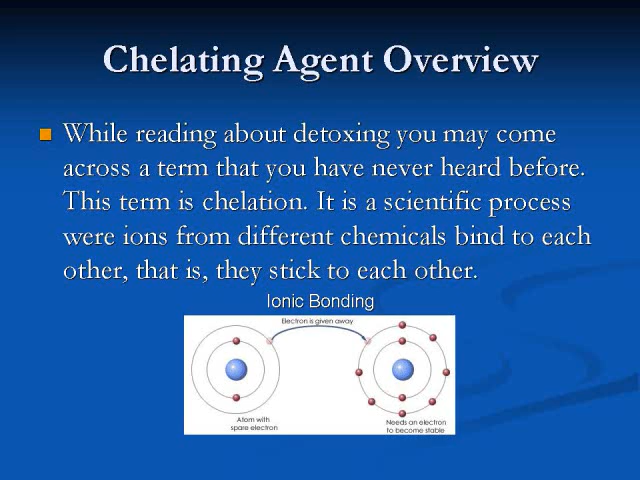 Chelating Agent Overview
While reading about detoxing you may come
across a term that you have never heard before.
This term is chelation. It is a scientific process
were ions from different chemicals bind to each
other, that is, they stick to each other.
Ionic Bonding
Electron is given away
Atom with
spare electron
Needs an electron
to become stable